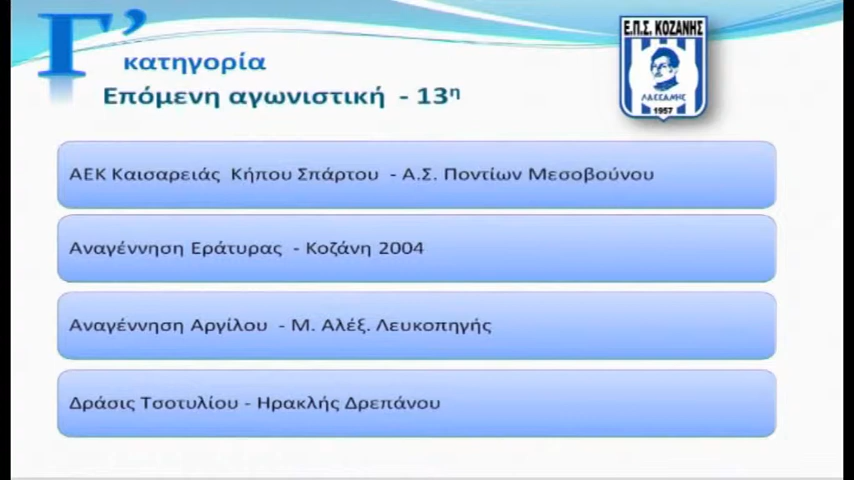 Γ’
κατηγορία
Επόμενη αγωνιστική - 13η
Ε.Π.Σ. ΚΟΖΑΝΗΣ
ΛΑΣΣΑΝΗΣ
1957
ΑΕΚ Καισαρειάς Κήπου Σπάρτου - Α.Σ. Ποντίων Μεσοβούνου
Αναγέννηση Εράτυρας - Κοζάνη 2004
Αναγέννηση Αργίλου - Μ. Αλέξ. Λευκοπηγής
Δράσις Τσοτυλίου - Ηρακλής Δρεπάνου